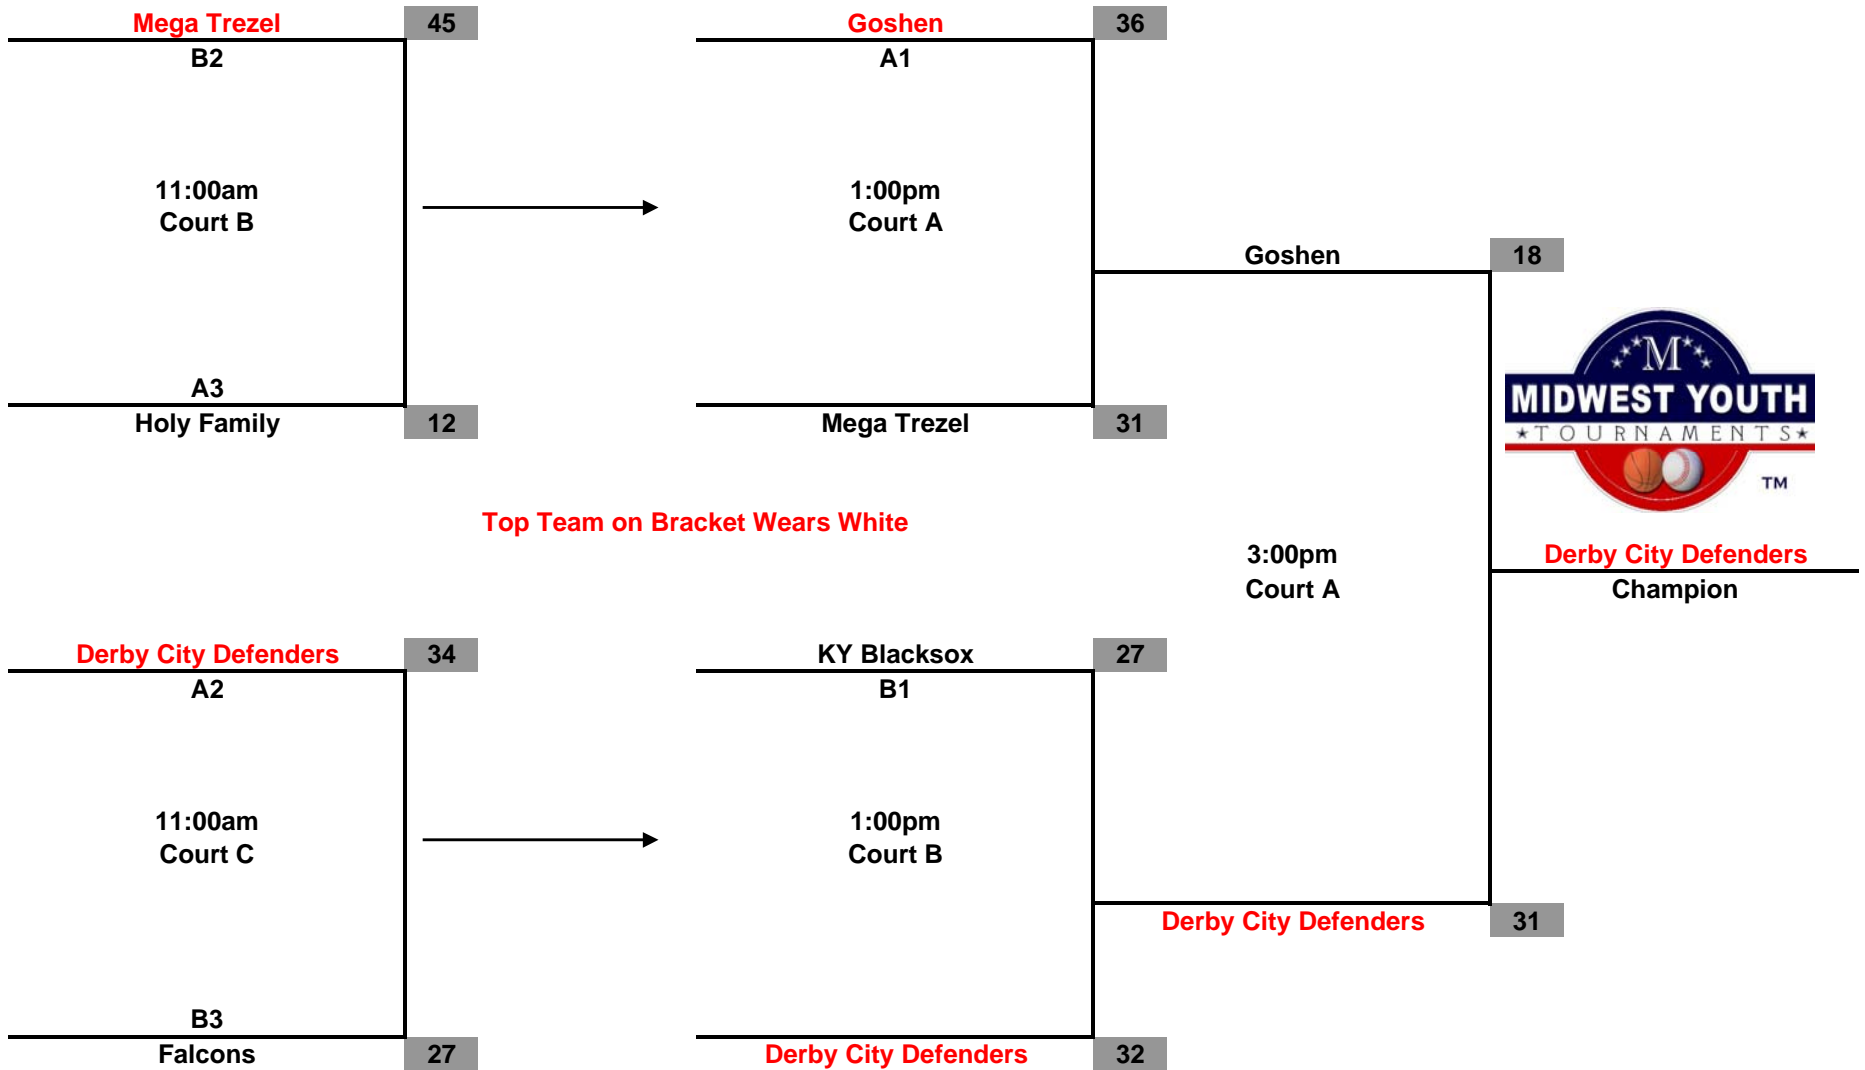 Mega Trezel 45 Goshen 36
B2 A1
11:00am 1:00pm
Court B Court A
Goshen 18
M
MIDWEST YOUTH
TOURNAMENTS
TM
A3
Holy Family 12 Mega Trezel 31
Top Team on Bracket Wears White
3:00pm Derby City Defenders
Court A Champion
Derby City Defenders 34 KY Blacksox 27
A2 B1
11:00am 1:00pm
Court C Court B
Derby City Defenders 31
B3
Falcons 27 Derby City Defenders 32